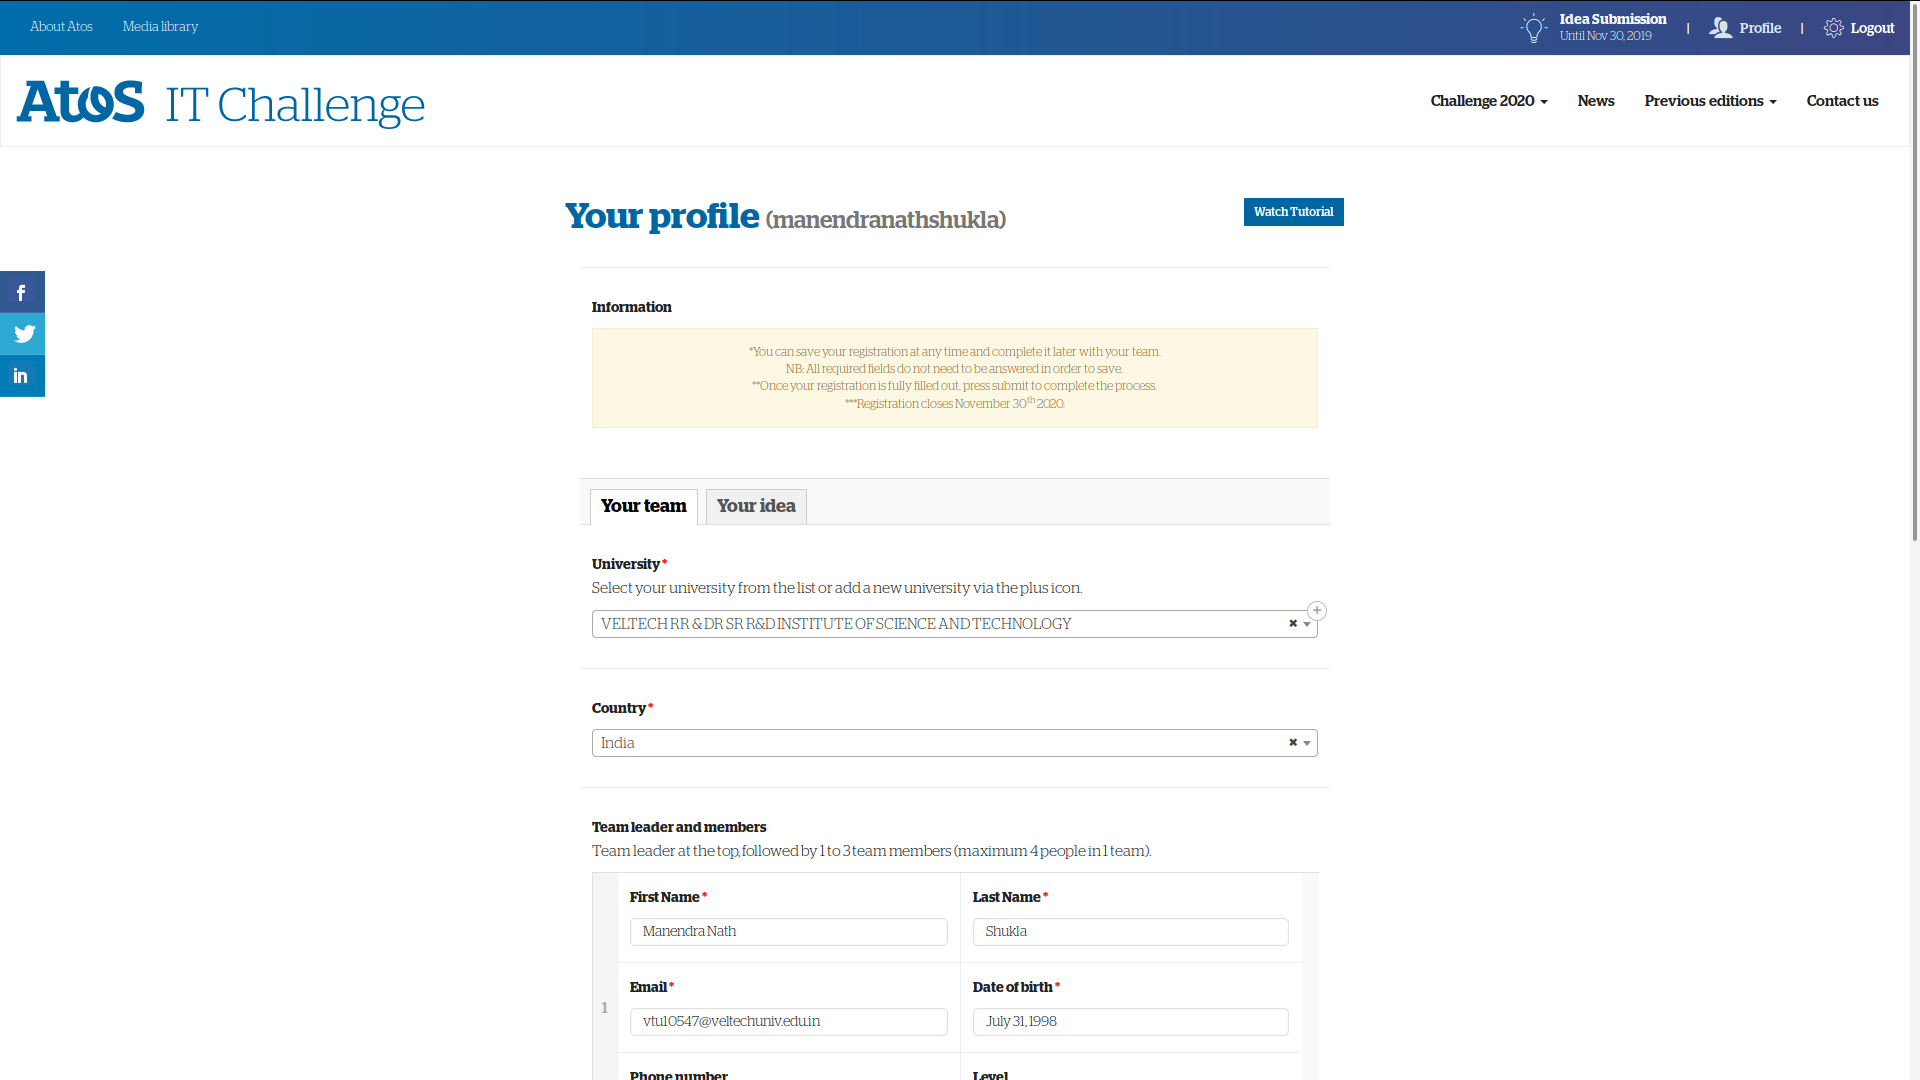 About Atos
Media library
Idea Submission
Until Nov 30, 2019
|
Profile
|
Logout
Atos IT Challenge
Challenge 2020
News
Previous editions
Contact us
Your profile (manendranathshukla)
Watch Tutorial
f
in
Information
*You can save your registration at any time and complete it later with your team.
NB: All required fields do not need to be answered in order to save.
**Once your registration is fully filled out, press submit to complete the process.
***Registration closes November 30th 2020.
Your team
Your idea
University*
Select your university from the list or add a new university via the plus icon.
+
VELTECH RR & DR SR R&D INSTITUTE OF SCIENCE AND TECHNOLOGY
Country*
India
Team leader and members
Team leader at the top, followed by 1 to 3 team members (maximum 4 people in 1 team).
First Name*
Last Name*
Manendra Nath
Shukla
Email*
Date of birth*
1
vtu10547@veltechuniv.edu.in
July 31, 1998
Phone number
Level